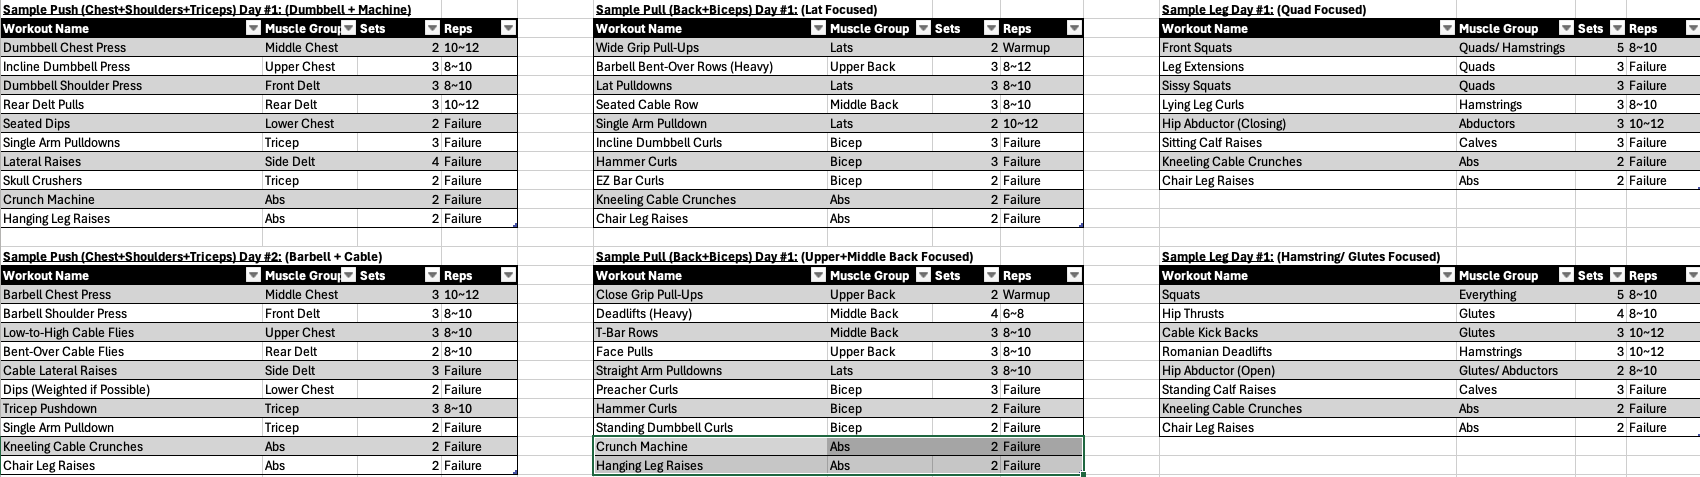 Sample Push (Chest+Shoulders+Triceps) Day #1: (Dumbbell + Machine)
Workout Name Muscle Group Sets Reps
Dumbbell Chest Press Middle Chest 2 10~12
Incline Dumbbell Press Upper Chest 3 8~10
Dumbbell Shoulder Press Front Delt 3 8~10
Rear Delt Pulls Rear Delt 3 10~12
Seated Dips Lower Chest 2 Failure
Single Arm Pulldowns Tricep 3 Failure
Lateral Raises Side Delt 4 Failure
Skull Crushers Tricep 2 Failure
Crunch Machine Abs 2 Failure
Hanging Leg Raises Abs 2 Failure
Sample Pull (Back+Biceps) Day #1: (Lat Focused)
Workout Name Muscle Group Sets Reps
Wide Grip Pull-Ups Lats 2 Warmup
Barbell Bent-Over Rows (Heavy) Upper Back 3 8~12
Lat Pulldowns Lats 3 8~10
Seated Cable Row Middle Back 3 8~10
Single Arm Pulldown Lats 2 10~12
Incline Dumbbell Curls Bicep 3 Failure
Hammer Curls Bicep 3 Failure
EZ Bar Curls Bicep 2 Failure
Kneeling Cable Crunches Abs 2 Failure
Chair Leg Raises Abs 2 Failure
Sample Leg Day #1: (Quad Focused)
Workout Name Muscle Group Sets Reps
Front Squats Quads/ Hamstrings 5 8~10
Leg Extensions Quads 3 Failure
Sissy Squats Quads 3 Failure
Lying Leg Curls Hamstrings 3 8~10
Hip Abductor (Closing) Abductors 3 10~12
Sitting Calf Raises Calves 3 Failure
Kneeling Cable Crunches Abs 2 Failure
Chair Leg Raises Abs 2 Failure
Sample Push (Chest+Shoulders+Triceps) Day #2: (Barbell + Cable)
Workout Name Muscle Group Sets Reps
Barbell Chest Press Middle Chest 3 10~12
Barbell Shoulder Press Front Delt 3 8~10
Low-to-High Cable Flies Upper Chest 3 8~10
Bent-Over Cable Flies Rear Delt 2 8~10
Cable Lateral Raises Side Delt 3 Failure
Dips (Weighted if Possible) Lower Chest 2 Failure
Tricep Pushdown Tricep 3 8~10
Single Arm Pulldown Tricep 2 Failure
Kneeling Cable Crunches Abs 2 Failure
Chair Leg Raises Abs 2 Failure
Sample Pull (Back+Biceps) Day #1: (Upper+Middle Back Focused)
Workout Name Muscle Group Sets Reps
Close Grip Pull-Ups Upper Back 2 Warmup
Deadlifts (Heavy) Middle Back 4 6~8
T-Bar Rows Middle Back 3 8~10
Face Pulls Upper Back 3 8~10
Straight Arm Pulldowns Lats 3 8~10
Preacher Curls Bicep 3 Failure
Hammer Curls Bicep 2 Failure
Standing Dumbbell Curls Bicep 2 Failure
Crunch Machine Abs 2 Failure
Hanging Leg Raises Abs 2 Failure
Sample Leg Day #1: (Hamstring/ Glutes Focused)
Workout Name Muscle Group Sets Reps
Squats Everything 5 8~10
Hip Thrusts Glutes 4 8~10
Cable Kick Backs Glutes 3 10~12
Romanian Deadlifts Hamstrings 3 10~12
Hip Abductor (Open) Glutes/ Abductors 2 8~10
Standing Calf Raises Calves 3 Failure
Kneeling Cable Crunches Abs 2 Failure
Chair Leg Raises Abs 2 Failure